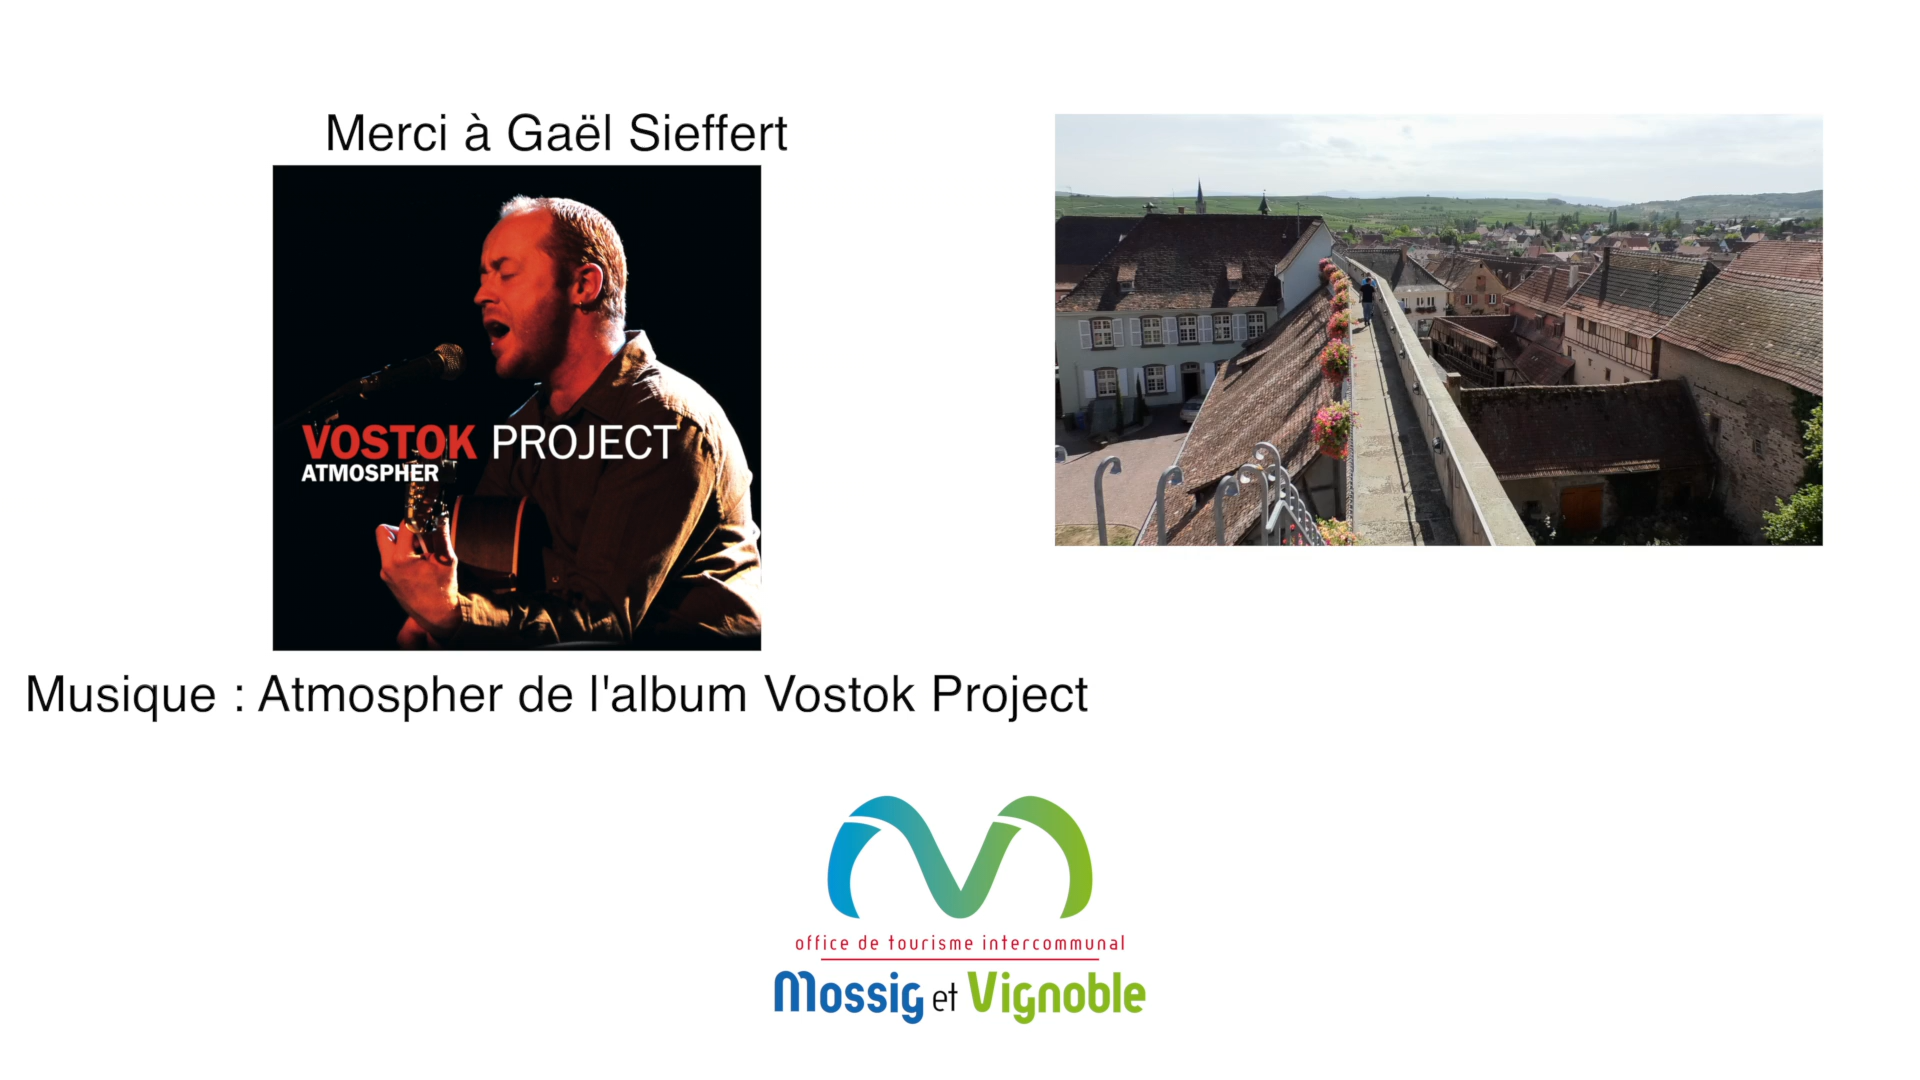 Merci à Gaël Sieffert
VOSTOK PROJECT
ATMOSPHER
Musique : Atmospher de l'album Vostok Project
office de tourisme intercommunal
Mossig et Vignoble